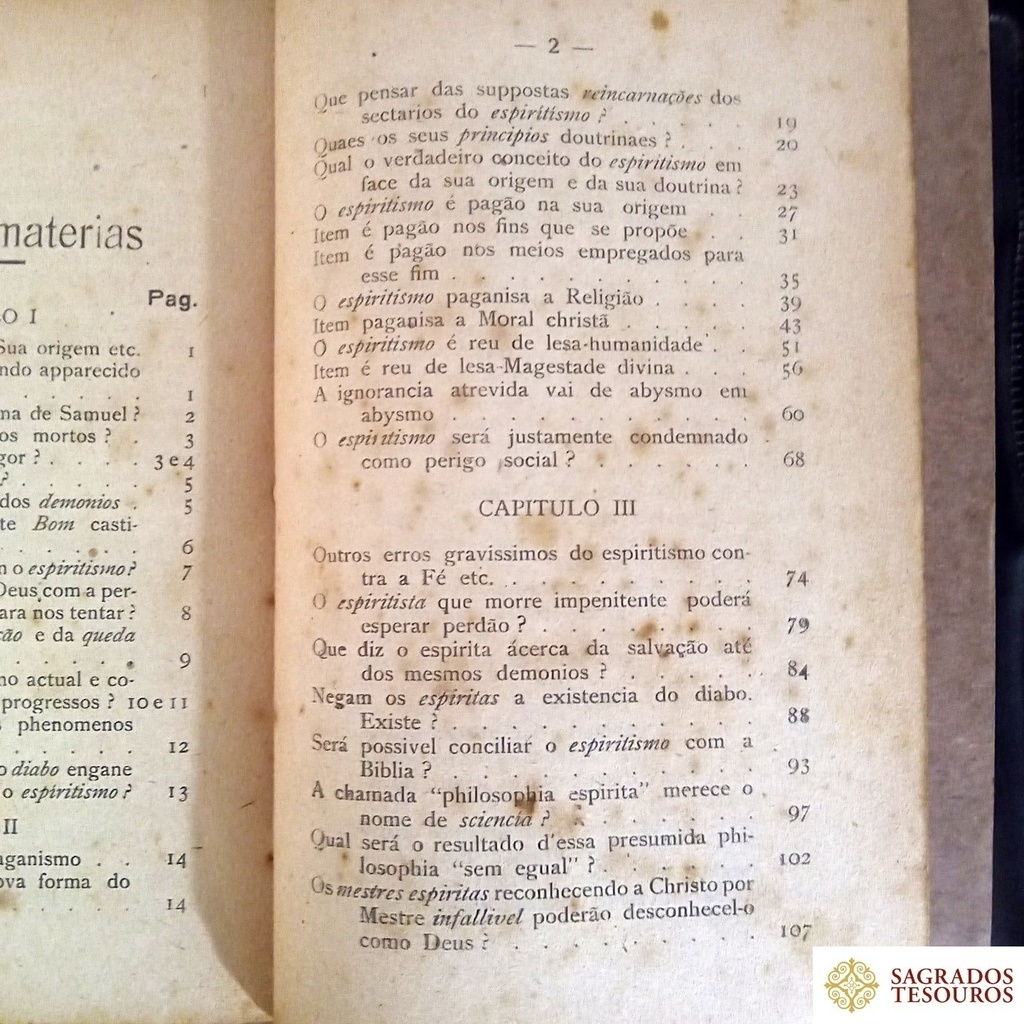 materias
Pag.
O I
Sua origem etc. 1
ndo apparecido
. . . . . 1
na de Samuel ? 2
os mortos ? . 3
gor ? . . . . 3 e 4
? . . . . . 5
dos demonios . 5
te Bom casti-
. . . . . 6
n o espiritismo? 7
Deus com a per-
ara nos tentar ? 8
ção e da queda
. . . . . 9
no actual e co-
progressos ? 10 e 11
s phenomenos
. . . . . 12
o diabo engane
o espiritismo ? 13
II
aganismo . . 14
ova forma do
. . . . . 14
— 2 —
Que pensar das suppostas reincarnações dos
sectarios do espiritismo ? . . . . . 19
Quaes os seus principios doutrinaes ? . . . 20
Qual o verdadeiro conceito do espiritismo em
face da sua origem e da sua doutrina ? 23
O espiritismo é pagão na sua origem . . 27
Item é pagão nos fins que se propõe . . 31
Item é pagão nos meios empregados para
esse fim . . . . . . . . 35
O espiritismo paganisa a Religião . . . . 39
Item paganisa a Moral christã . . . . . 43
O espiritismo é reu de lesa-humanidade . . 51
Item é reu de lesa-Magestade divina . . . 56
A ignorancia atrevida vai de abysmo em
abysmo . . . . . . . . . 60
O espiritismo será justamente condemnado
como perigo social ? . . . . . . 68
CAPITULO III
Outros erros gravissimos do espiritismo con-
tra a Fé etc. . . . . . . . . 74
O espiritista que morre impenitente poderá
esperar perdão ? . . . . . . . 79
Que diz o espirita ácerca da salvação até
dos mesmos demonios ? . . . . . 84
Negam os espiritas a existencia do diabo.
Existe ? . . . . . . . . . 88
Será possivel conciliar o espiritismo com a
Biblia ? . . . . . . . . . 93
A chamada “philosophia espirita” merece o
nome de sciencia ? . . . . . . 97
Qual será o resultado d'essa presumida phi-
losophia “sem egual” ? . . . . . 102
Os mestres espiritas reconhecendo a Christo por
Mestre infallivel poderão desconhecel-o
como Deus ? . . . . . . . 107
SAGRADOS
TESOUROS